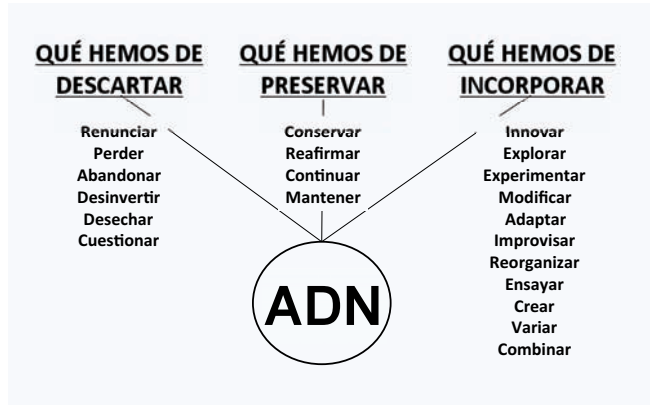 QUÉ HEMOS DE
DESCARTAR
Renunciar
Perder
Abandonar
Desinvertir
Desechar
Cuestionar
QUÉ HEMOS DE
PRESERVAR
Conservar
Reafirmar
Continuar
Mantener
QUÉ HEMOS DE
INCORPORAR
Innovar
Explorar
Experimentar
Modificar
Adaptar
Improvisar
Reorganizar
Ensayar
Crear
Variar
Combinar
ADN